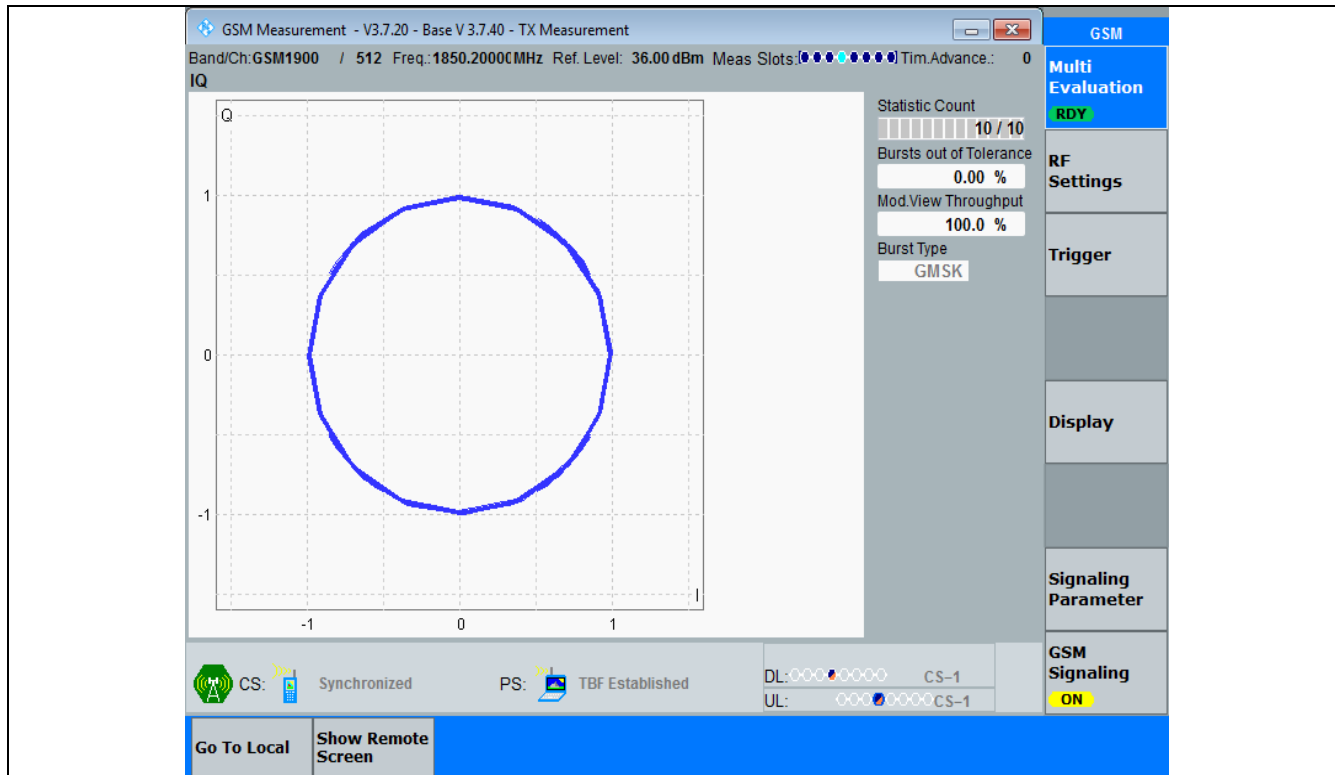 GSM Measurement - V3.7.20 - Base V 3.7.40 - TX Measurement
GSM
Band/Ch:GSM1900 / 512 Freq.:1850.20000MHz Ref. Level: 36.00 dBm Meas Slots: Tim.Advance.: 0
IQ
Multi
Evaluation
RDY
Q
Statistic Count
10 / 10
Bursts out of Tolerance
0.00 %
Mod.View Throughput
100.0 %
Burst Type
GMSK
RF
Settings
Trigger
1
0
-1
I
-1 0 1
Display
Signaling
Parameter
GSM
Signaling
ON
CS: Synchronized PS: TBF Established
DL: CS-1
UL: CS-1
Go To Local
Show Remote
Screen